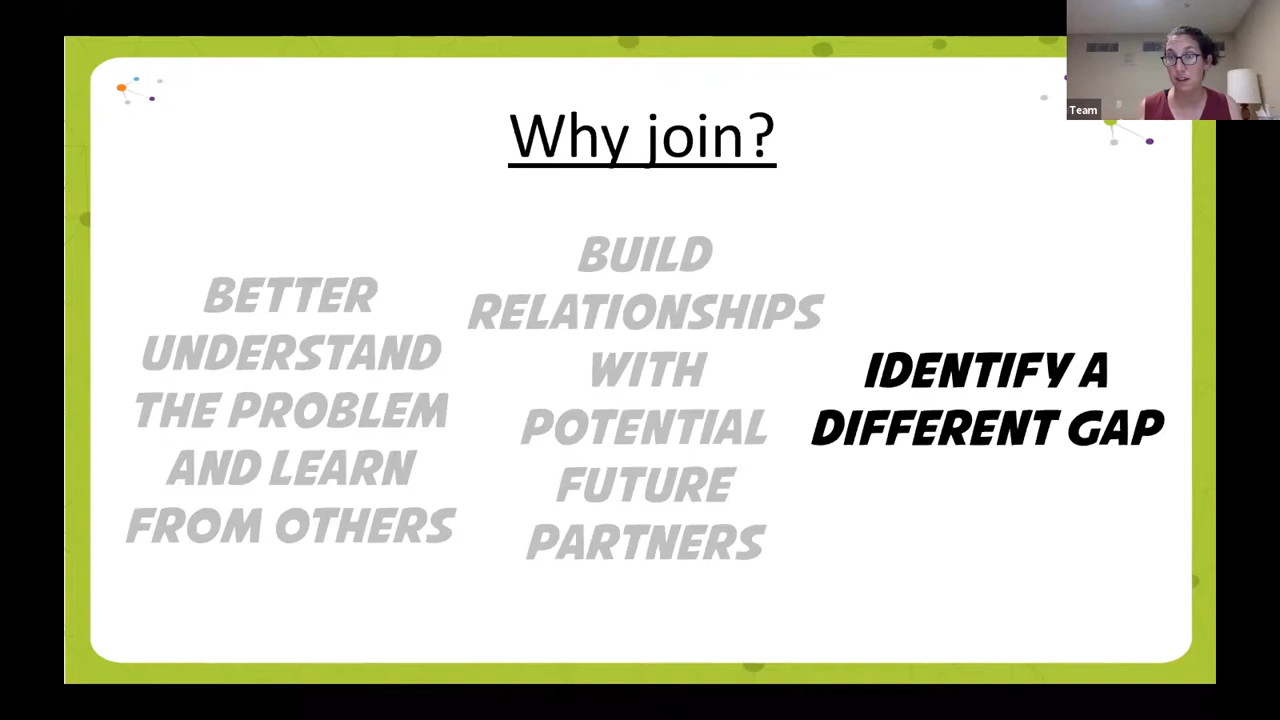 Why join?
BETTER
UNDERSTAND
THE PROBLEM
AND LEARN
FROM OTHERS
BUILD
RELATIONSHIPS
WITH
POTENTIAL
FUTURE
PARTNERS
IDENTIFY A
DIFFERENT GAP
Team